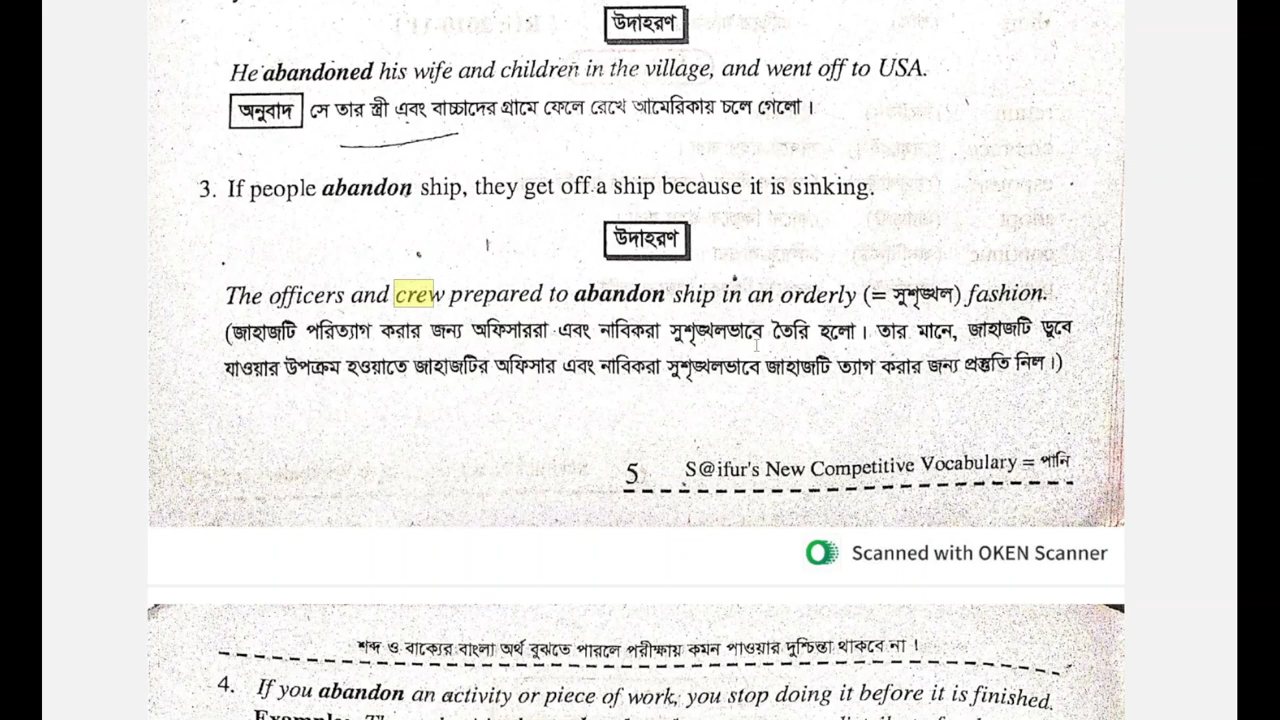 উদাহরণ
He abandoned his wife and children in the village, and went off to USA.
অনুবাদ সে তার স্ত্রী এবং বাচ্চাদের গ্রামে ফেলে রেখে আমেরিকায় চলে গেলো।
3. If people abandon ship, they get off a ship because it is sinking.
উদাহরণ
The officers and crew prepared to abandon ship in an orderly (= সুশৃঙ্খল) fashion.
(জাহাজটি পরিত্যাগ করার জন্য অফিসাররা এবং নাবিকরা সুশৃঙ্খলভাবে তৈরি হলো। তার মানে, জাহাজটি ডুবে
যাওয়ার উপক্রম হওয়াতে জাহাজটির অফিসার এবং নাবিকরা সুশৃঙ্খলভাবে জাহাজটি ত্যাগ করার জন্য প্রস্তুতি নিল।)
5 S@ifur's New Competitive Vocabulary = পানি
Scanned with OKEN Scanner
শব্দ ও বাক্যের বাংলা অর্থ বুঝতে পারলে পরীক্ষায় কমন পাওয়ার দুশ্চিন্তা থাকবে না।
4. If you abandon an activity or piece of work, you stop doing it before it is finished.